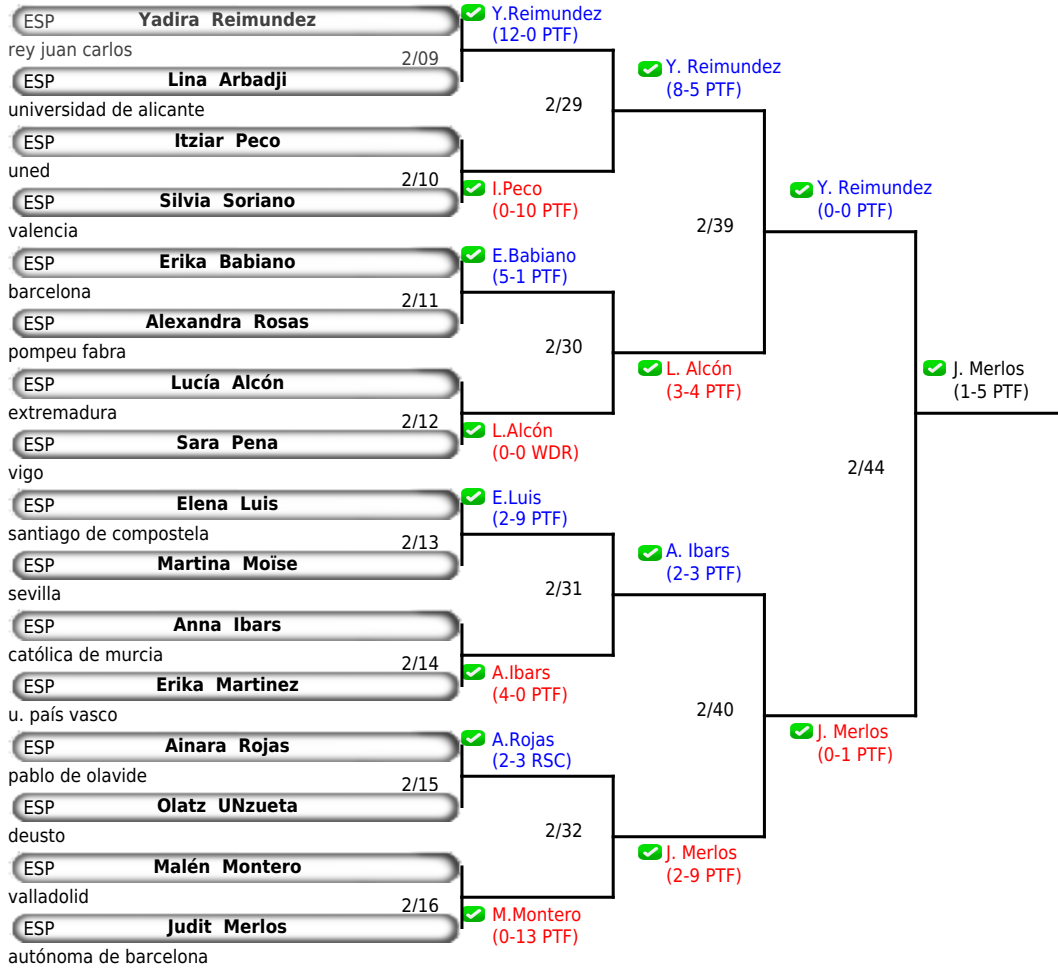 ESP Yadira Reimundez
rey juan carlos
2/09
ESP Lina Arbadji
universidad de alicante
ESP Itziar Peco
uned
2/10
ESP Silvia Soriano
valencia
ESP Erika Babiano
barcelona
2/11
ESP Alexandra Rosas
pompeu fabra
ESP Lucía Alcón
extremadura
2/12
ESP Sara Pena
vigo
ESP Elena Luis
santiago de compostela
2/13
ESP Martina Moïse
sevilla
ESP Anna Ibars
católica de murcia
2/14
ESP Erika Martinez
u. país vasco
ESP Ainara Rojas
pablo de olavide
2/15
ESP Olatz UNzueta
deusto
ESP Malén Montero
valladolid
2/16
ESP Judit Merlos
autónoma de barcelona
Y.Reimundez
(12-0 PTF)
2/29
I.Peco
(0-10 PTF)
E.Babiano
(5-1 PTF)
2/30
L.Alcón
(0-0 WDR)
E.Luis
(2-9 PTF)
2/31
A.Ibars
(4-0 PTF)
A.Rojas
(2-3 RSC)
2/32
M.Montero
(0-13 PTF)
Y. Reimundez
(8-5 PTF)
2/39
L. Alcón
(3-4 PTF)
A. Ibars
(2-3 PTF)
2/40
J. Merlos
(2-9 PTF)
Y. Reimundez
(0-0 PTF)
2/44
J. Merlos
(0-1 PTF)
J. Merlos
(1-5 PTF)